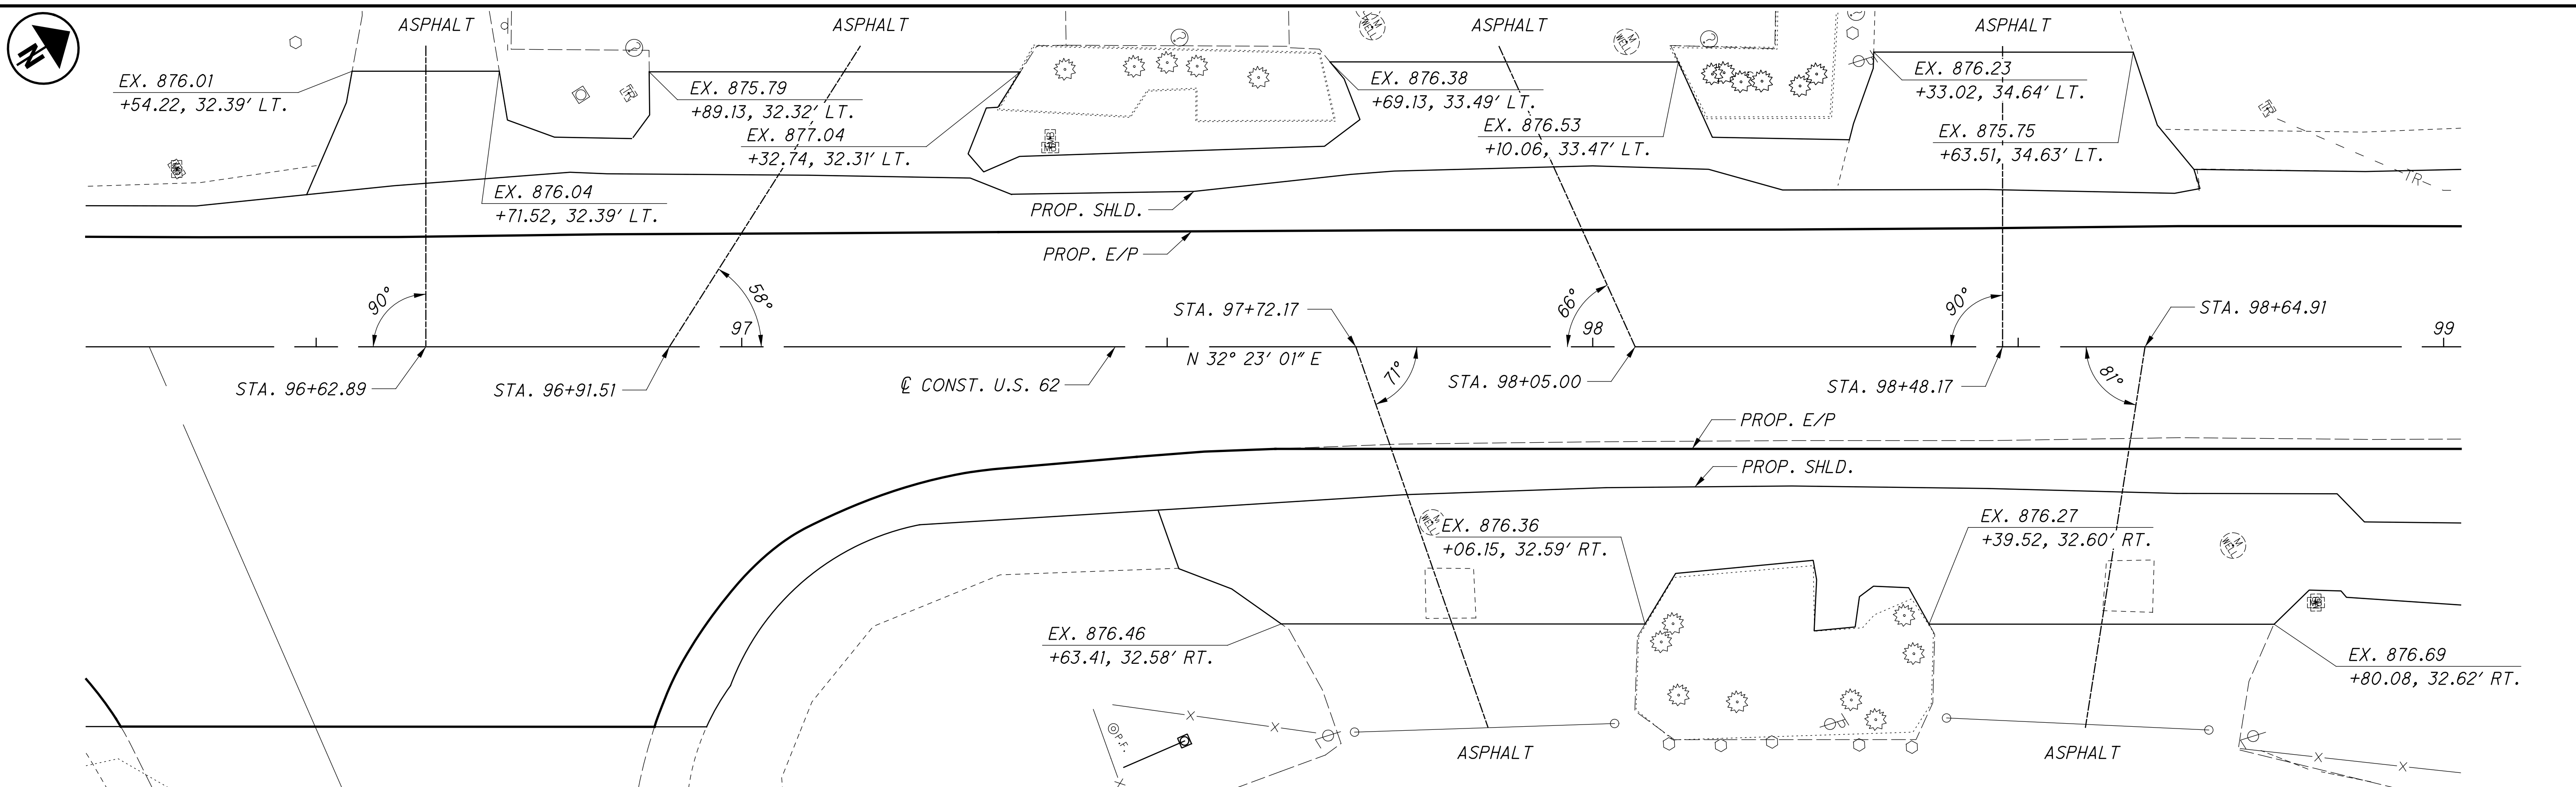 ASPHALT
ASPHALT
ASPHALT
ASPHALT
N
EX. 876.01
+54.22, 32.39' LT.
EX. 875.79
+89.13, 32.32' LT.
EX. 877.04
+32.74, 32.31' LT.
EX. 876.38
+69.13, 33.49' LT.
EX. 876.53
+10.06, 33.47' LT.
EX. 876.23
+33.02, 34.64' LT.
EX. 875.75
+63.51, 34.63' LT.
M WELL
M WELL
TR
TR
TR
EX. 876.04
+71.52, 32.39' LT.
PROP. SHLD.
PROP. E/P
90°
58°
66°
90°
STA. 97+72.17
STA. 98+64.91
97
98
99
N 32° 23' 01" E
STA. 96+62.89
STA. 96+91.51
℄ CONST. U.S. 62
71°
STA. 98+05.00
STA. 98+48.17
81°
PROP. E/P
PROP. SHLD.
M WELL
EX. 876.36
+06.15, 32.59' RT.
EX. 876.27
+39.52, 32.60' RT.
M WELL
EX. 876.46
+63.41, 32.58' RT.
EX. 876.69
+80.08, 32.62' RT.
P.F.
ASPHALT
ASPHALT